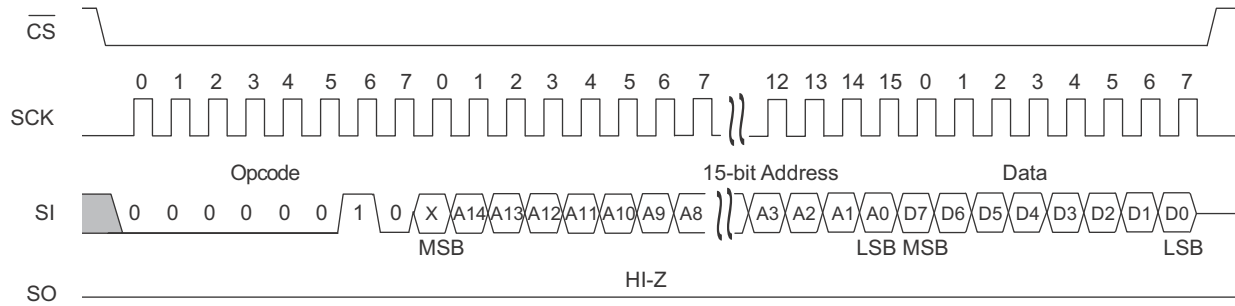 CS
0 1 2 3 4 5 6 7 0 1 2 3 4 5 6 7 12 13 14 15 0 1 2 3 4 5 6 7
SCK
Opcode 15-bit Address Data
SI 0 0 0 0 0 0 1 0 X A14 A13 A12 A11 A10 A9 A8 A3 A2 A1 A0 D7 D6 D5 D4 D3 D2 D1 D0
MSB LSB MSB LSB
HI-Z
SO